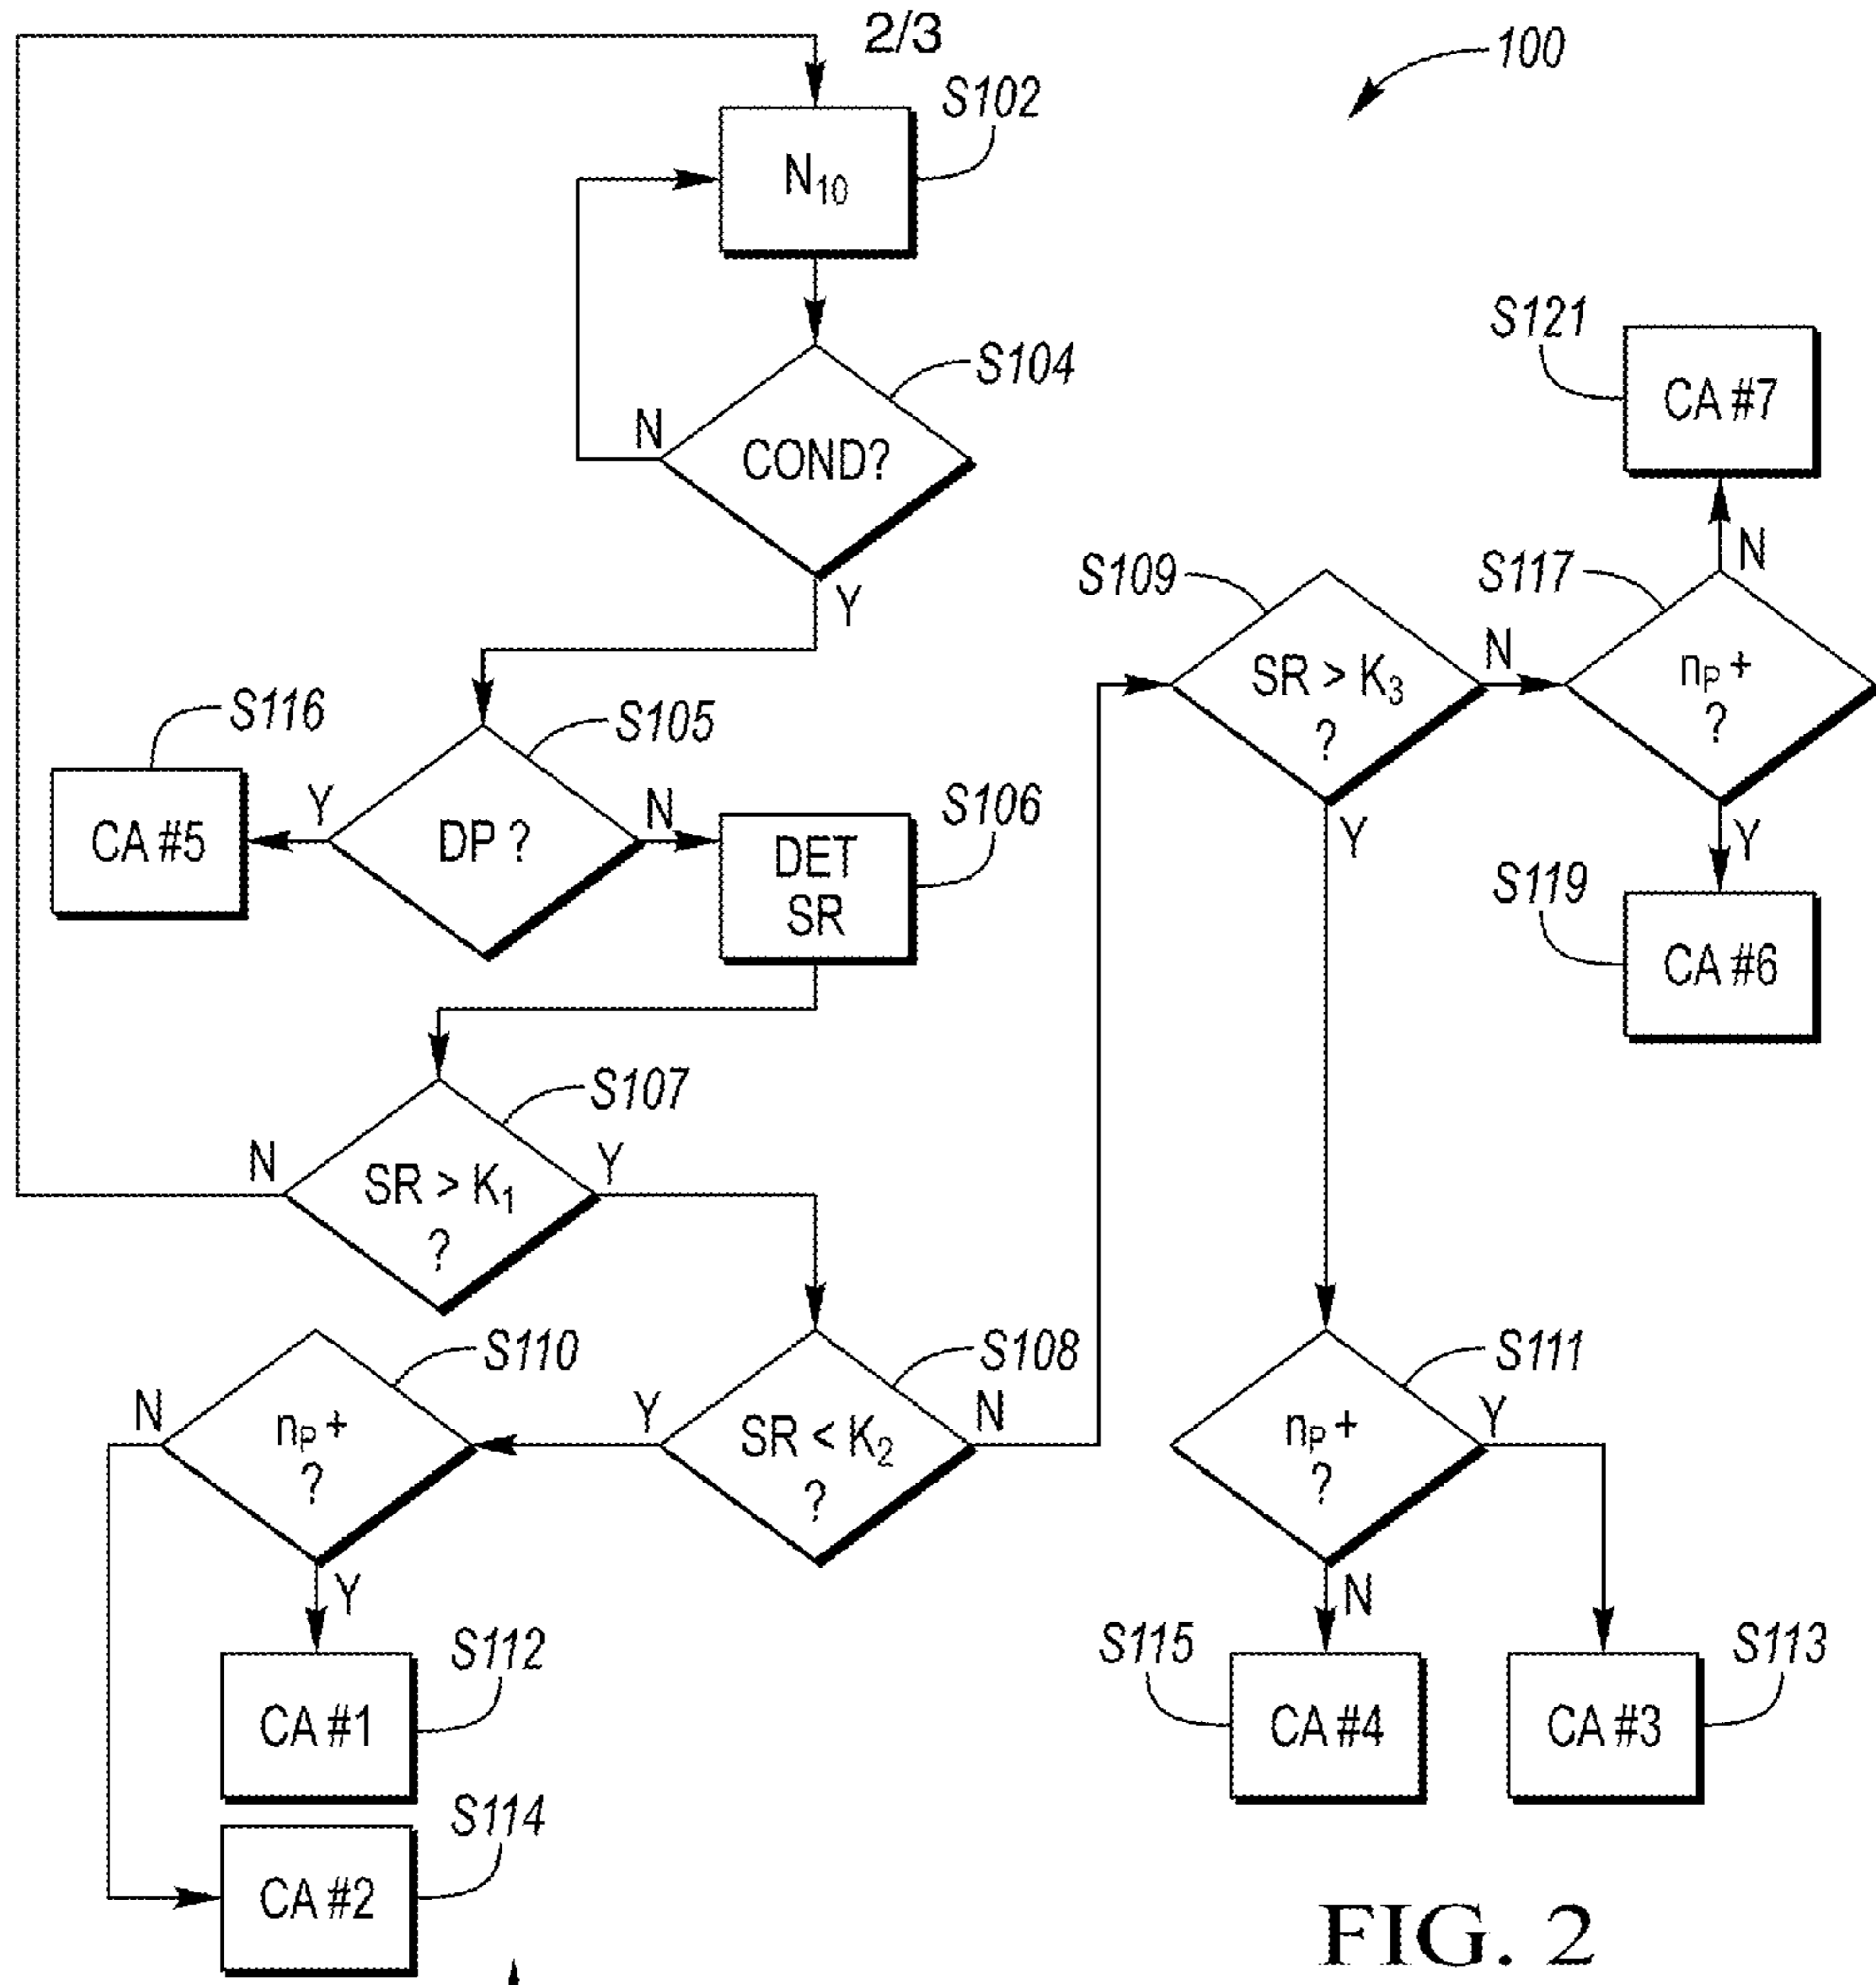 2/3
100
S102
N10
S104
COND?
N
Y
S121
CA #7
N
S109
S117
SR > K3
?
N
nP +
?
Y
Y
S119
CA #6
S116
S105
CA #5
Y
DP ?
N
S106
DET
SR
S107
N
SR > K1
?
Y
S110
S108
S111
N
nP +
?
Y
SR < K2
?
N
nP +
?
Y
Y
N
S112
S115
S113
CA #1
CA #4
CA #3
S114
CA #2
FIG. 2